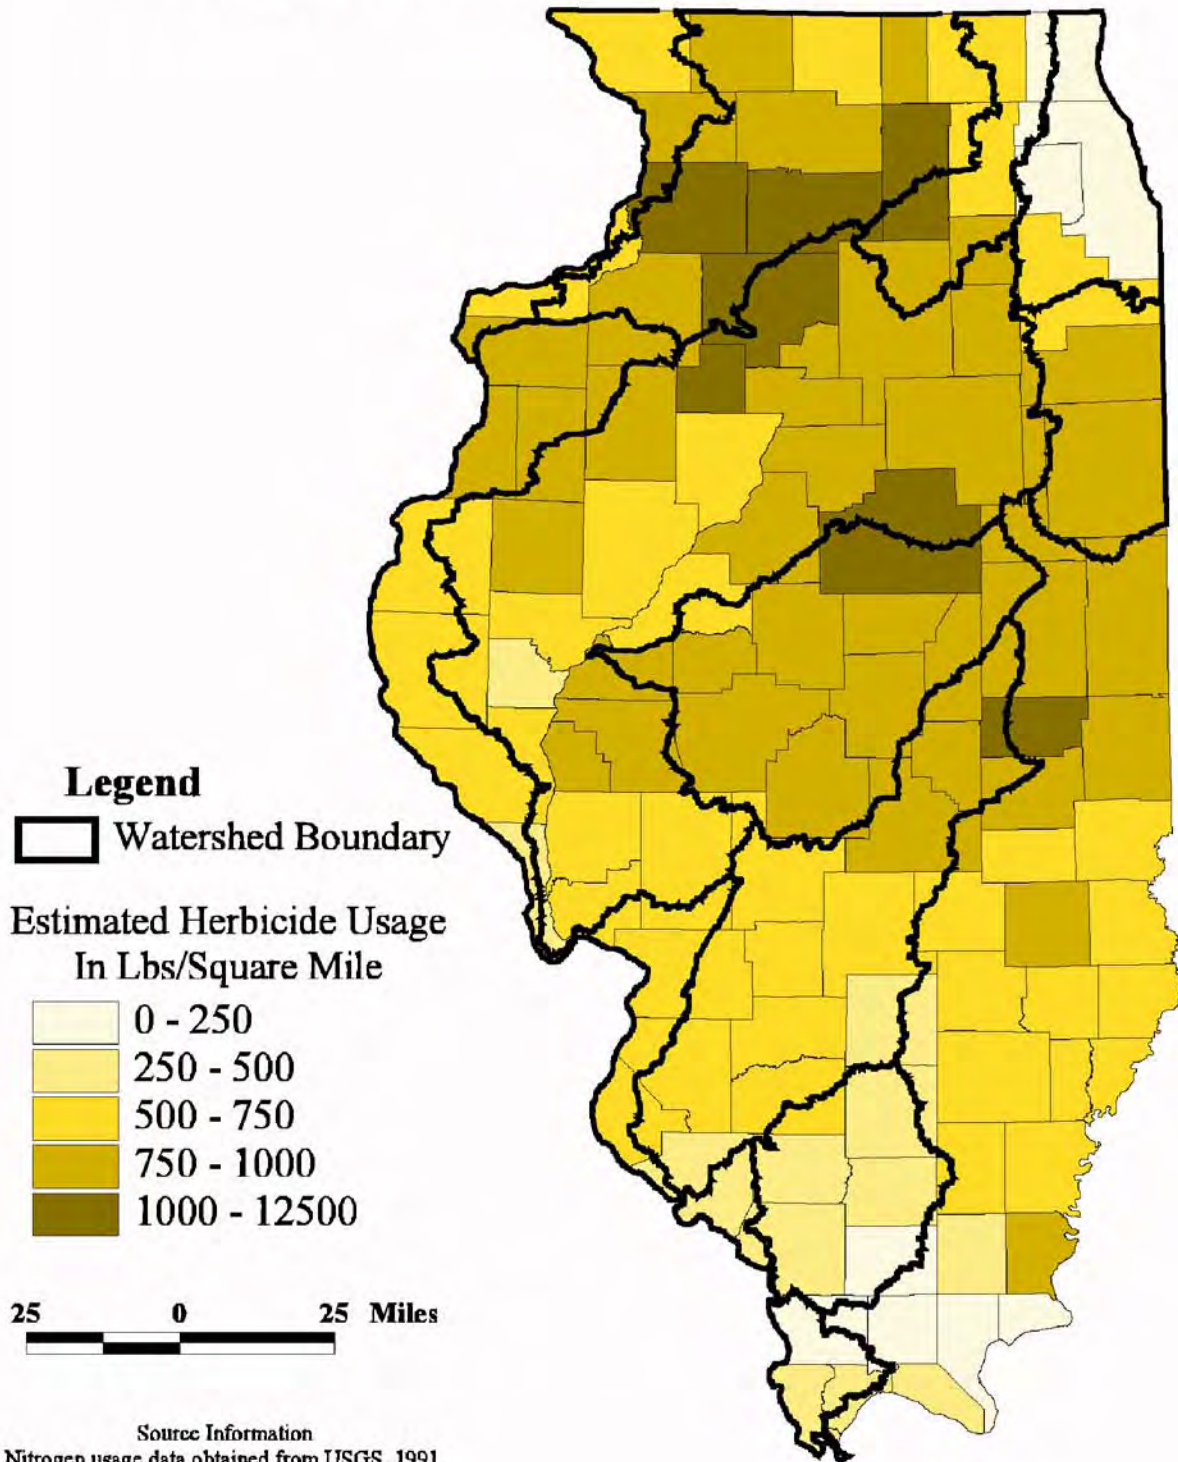 Legend
Watershed Boundary
Estimated Herbicide Usage
In Lbs/Square Mile
0 - 250
250 - 500
500 - 750
750 - 1000
1000 - 12500
25 0 25 Miles
Source Information
Nitrogen usage data obtained from USGS, 1991